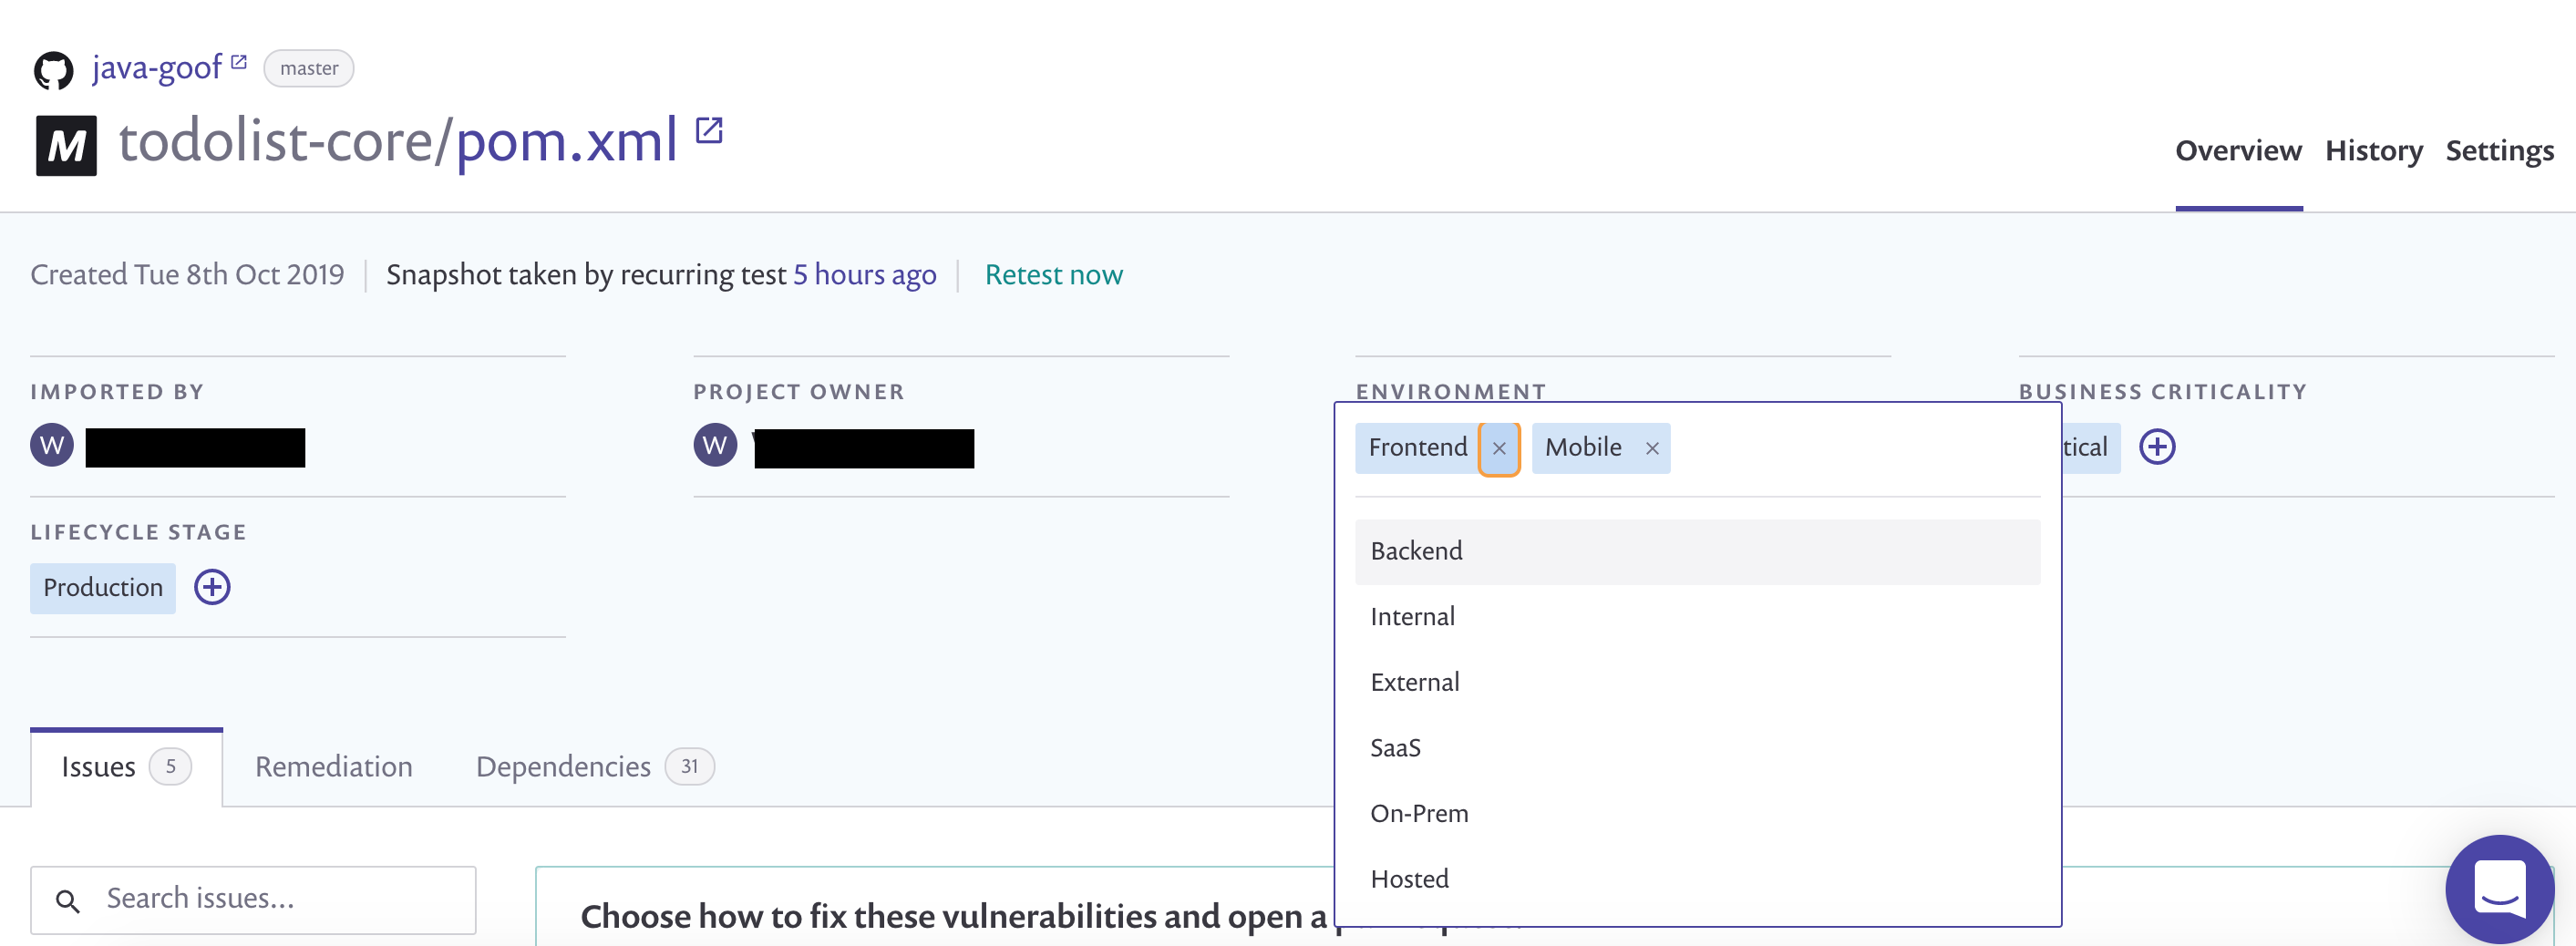 java-goof master
todolist-core/pom.xml
Overview History Settings
Created Tue 8th Oct 2019 Snapshot taken by recurring test 5 hours ago Retest now
IMPORTED BY PROJECT OWNER ENVIRONMENT BUSINESS CRITICALITY
W W Frontend × Mobile × tical
LIFECYCLE STAGE
Production
Backend
Internal
External
SaaS
On-Prem
Hosted
Issues 5 Remediation Dependencies 31
Search issues...
Choose how to fix these vulnerabilities and open a